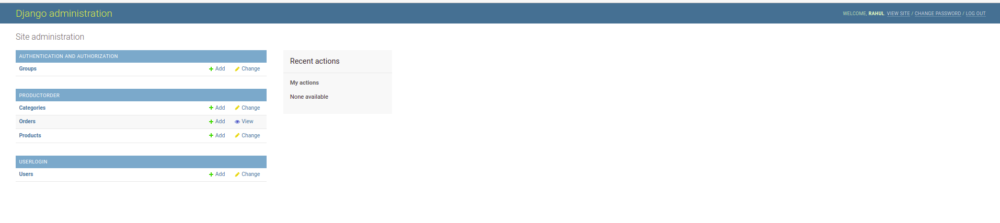 Django administration
WELCOME, RAHUL. VIEW SITE / CHANGE PASSWORD / LOG OUT
Site administration
AUTHENTICATION AND AUTHORIZATION
Groups Add Change
PRODUCTORDER
Categories Add Change
Orders Add View
Products Add Change
USERLOGIN
Users Add Change
Recent actions
My actions
None available